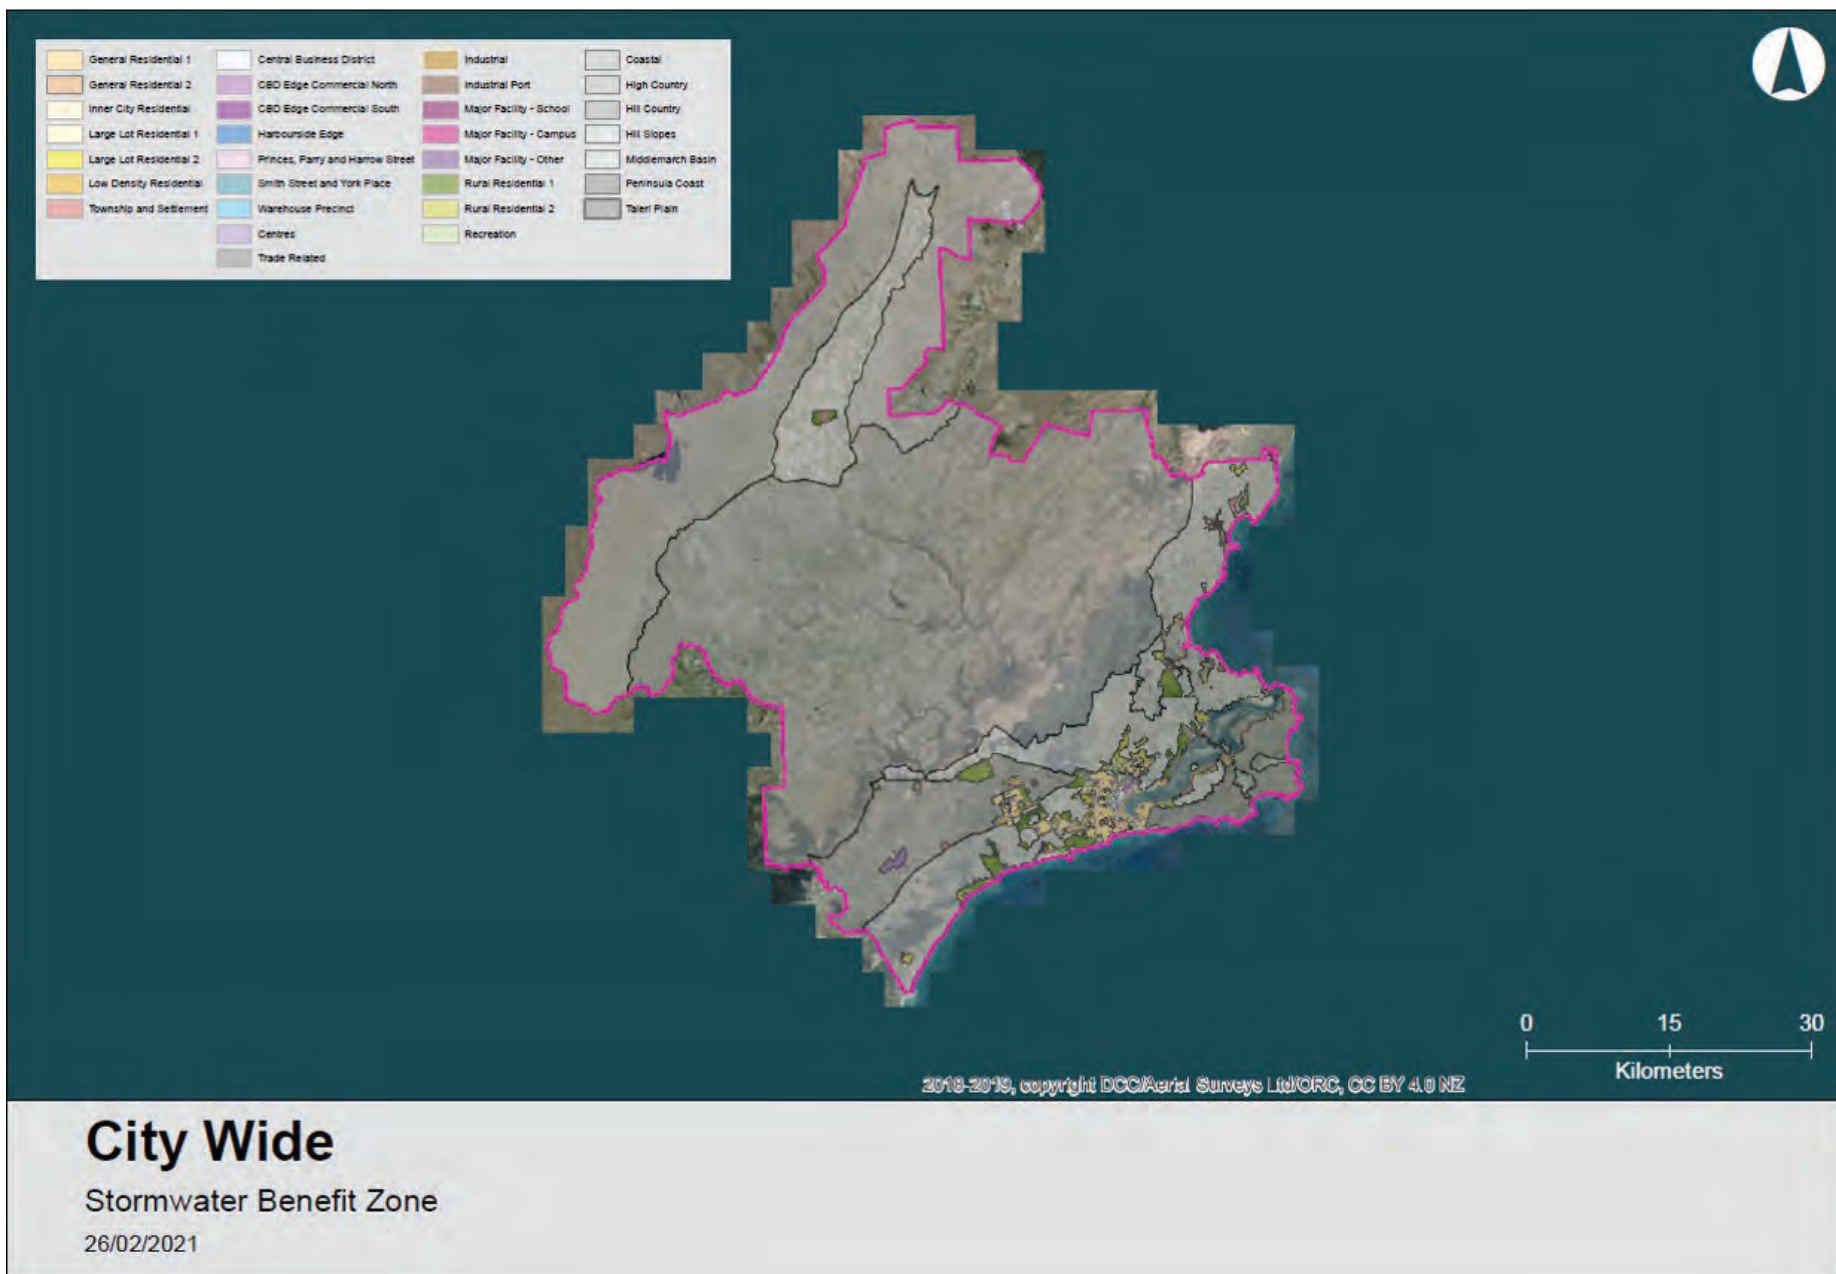 General Residential 1
General Residential 2
Inner City Residential
Large Lot Residential 1
Large Lot Residential 2
Low Density Residential
Township and Settlement
Central Business District
CBD Edge Commercial North
CBD Edge Commercial South
Harbourside Edge
Princes, Parry and Harrow Street
Smith Street and York Place
Warehouse Precinct
Centres
Trade Related
Industrial
Industrial Port
Major Facility - School
Major Facility - Campus
Major Facility - Other
Rural Residential 1
Rural Residential 2
Recreation
Coastal
High Country
Hill Country
Hill Slopes
Middlemarch Basin
Peninsula Coast
Taieri Plain
0 15 30
Kilometers
2018-2019, copyright DCC/Aerial Surveys Ltd/ORC, CC BY 4.0 NZ
City Wide
Stormwater Benefit Zone
26/02/2021